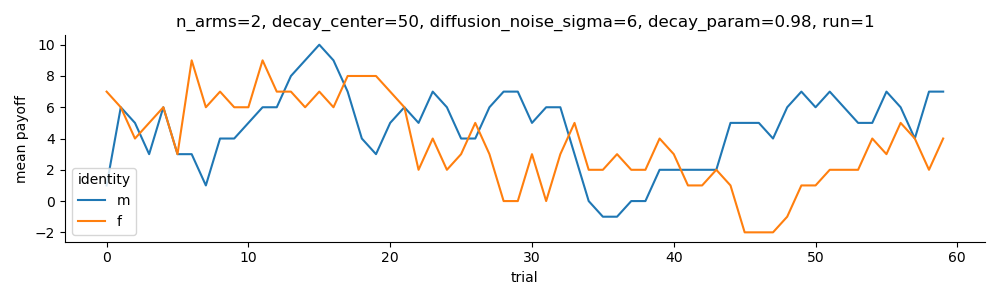 n_arms=2, decay_center=50, diffusion_noise_sigma=6, decay_param=0.98, run=1
10
8
6
4
2
0
−2
mean payoff
identity
m
f
0 10 20 30 40 50 60
trial